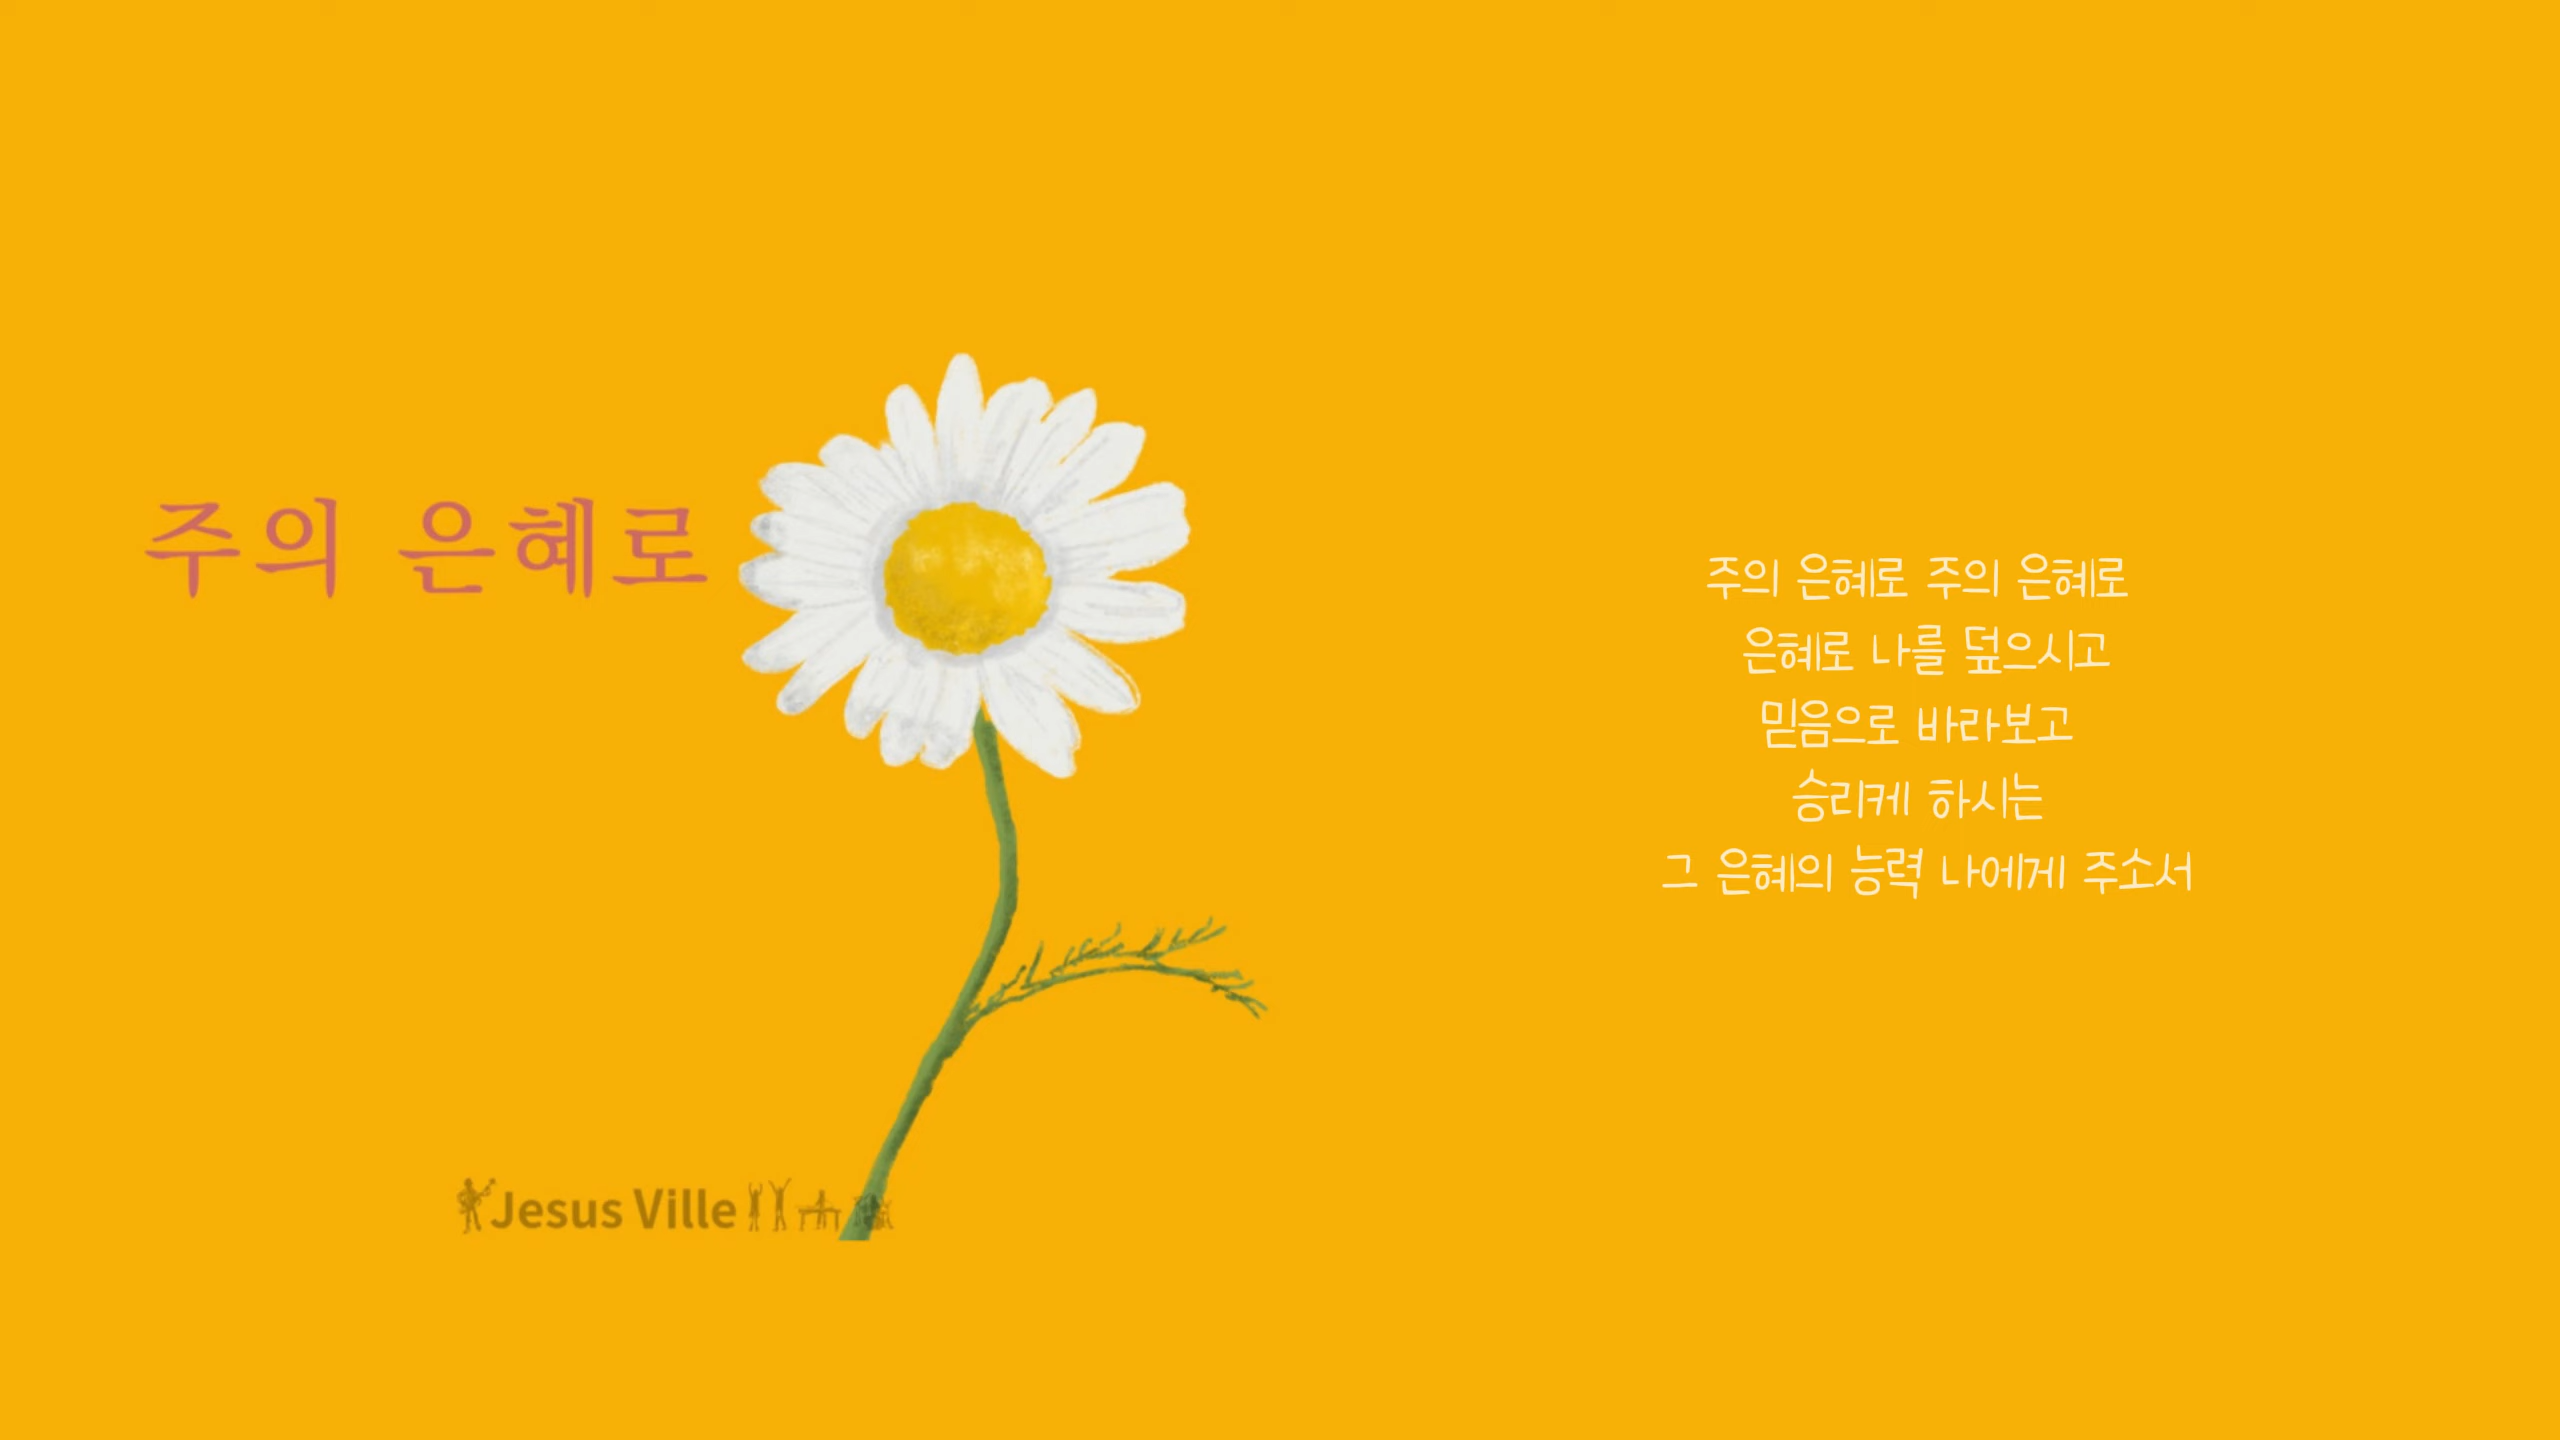 주의 은혜로
Jesus Ville
주의 은혜로 주의 은혜로
은혜로 나를 덮으시고
믿음으로 바라보고
승리케 하시는
그 은혜의 능력 나에게 주소서